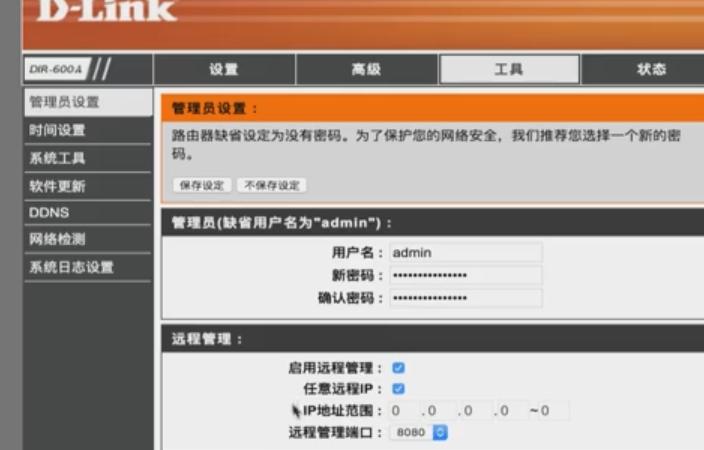 D-Link
DIR-600A
设置
高级
工具
状态
管理员设置
时间设置
系统工具
软件更新
DDNS
网络检测
系统日志设置
管理员设置：
路由器缺省设定为没有密码。为了保护您的网络安全，我们推荐您选择一个新的密
码。
保存设定 不保存设定
管理员(缺省用户名为"admin")：
用户名： admin
新密码： •••••••••••••••
确认密码： •••••••••••••••
远程管理：
启用远程管理：
任意远程IP：
IP地址范围： 0 .0 .0 .0 ~0
远程管理端口： 8080